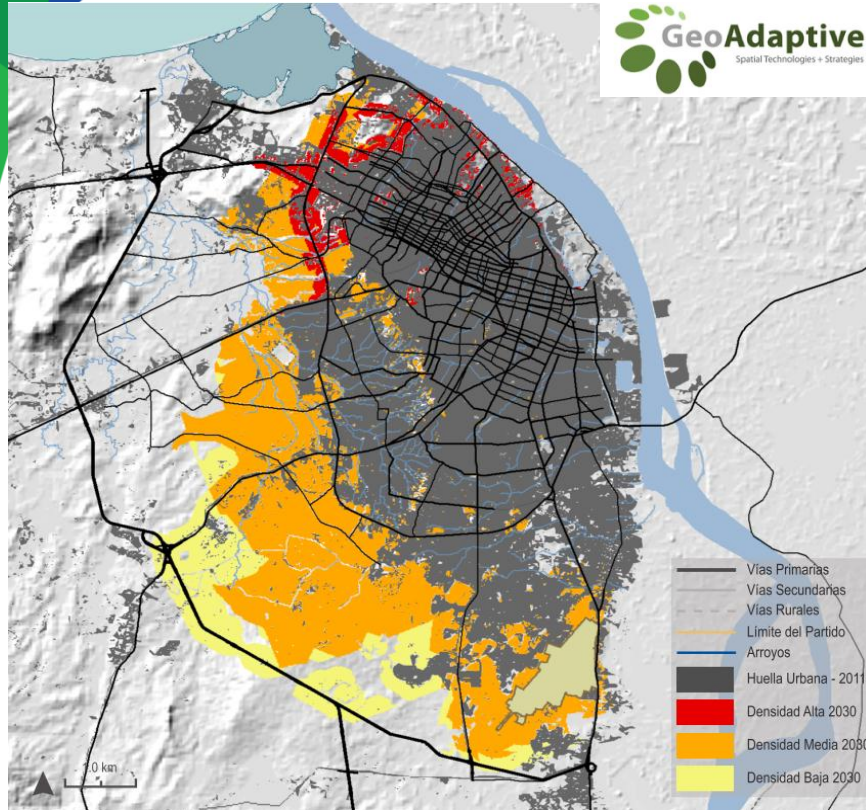 GeoAdaptive
Spatial Technologies + Strategies
Vías Primarias
Vías Secundarias
Vías Rurales
Límite del Partido
Arroyos
Huella Urbana - 2011
Densidad Alta 2030
Densidad Media 2030
Densidad Baja 2030
.0 km